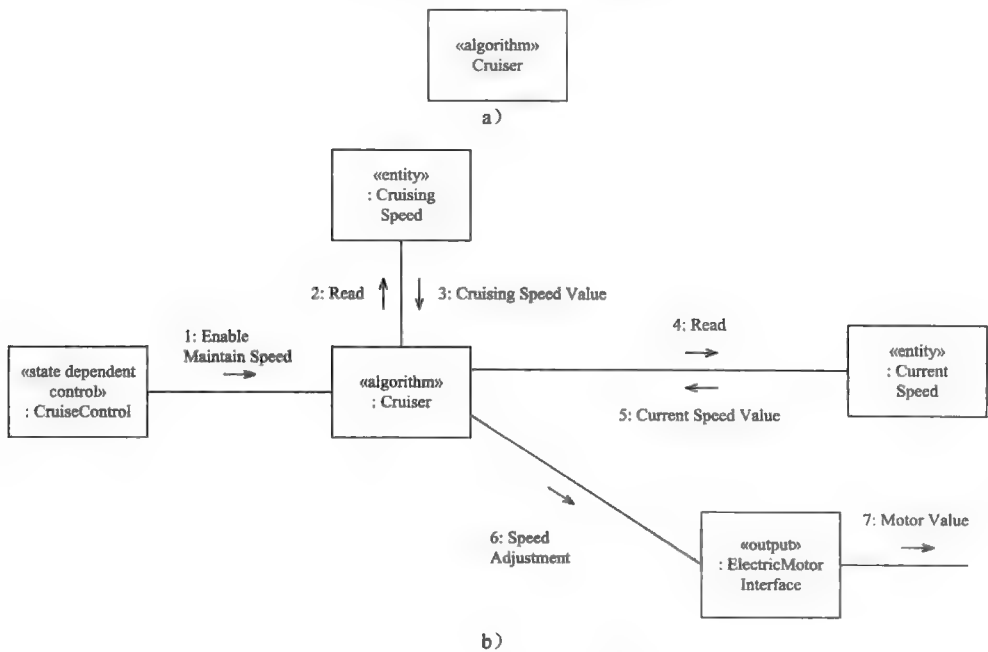 «algorithm»
Cruiser
a）
«entity»
: Cruising
Speed
2: Read
3: Cruising Speed Value
1: Enable
Maintain Speed
4: Read
«state dependent
control»
: CruiseControl
«algorithm»
: Cruiser
«entity»
: Current
Speed
5: Current Speed Value
6: Speed
Adjustment
7: Motor Value
«output»
: ElectricMotor
Interface
b）